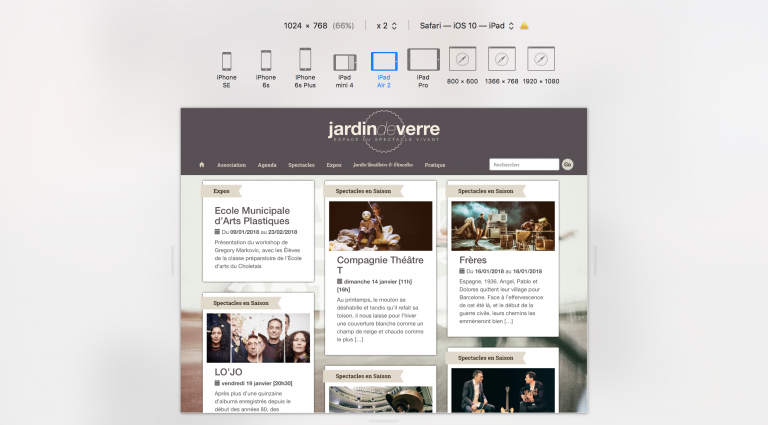 1024 × 768 (66%)
x 2
Safari — iOS 10 — iPad
iPhone
SE
iPhone
6s
iPhone
6s Plus
iPad
mini 4
iPad
Air 2
iPad
Pro
800 × 600
1366 × 768
1920 × 1080
jardindeverre
ESPACE DU SPECTACLE VIVANT
Association
Agenda
Spectacles
Expos
Pratique
Rechercher
Go
Expos
Ecole Municipale
d’Arts Plastiques
Du 09/01/2018 au 23/02/2018
Présentation du workshop de
Gregory Markovic, avec les Élèves
de la classe préparatoire de l’École
d’arts du Choletais
Spectacles en Saison
LO’JO
vendredi 19 janvier [20h30]
Après plus d’une quinzaine
d’albums enregistrés depuis le
début des années 80, des
Spectacles en Saison
Compagnie Théâtre
T
dimanche 14 janvier [11h]
[16h]
Au printemps, le mouton se
déshabille et tandis qu’il refait sa
toison, il nous laisse pour l’hiver
une couverture blanche comme un
champ de neige et chaude comme
le plus […]
Spectacles en Saison
Spectacles en Saison
Frères
Du 16/01/2018 au 18/01/2018
Espagne, 1936. Angel, Pablo et
Dolores quittent leur village pour
Barcelone. Face à l’effervescence
de cet été là, et le début de la
guerre civile, leurs chemins les
emmèneront bien […]
Spectacles en Saison